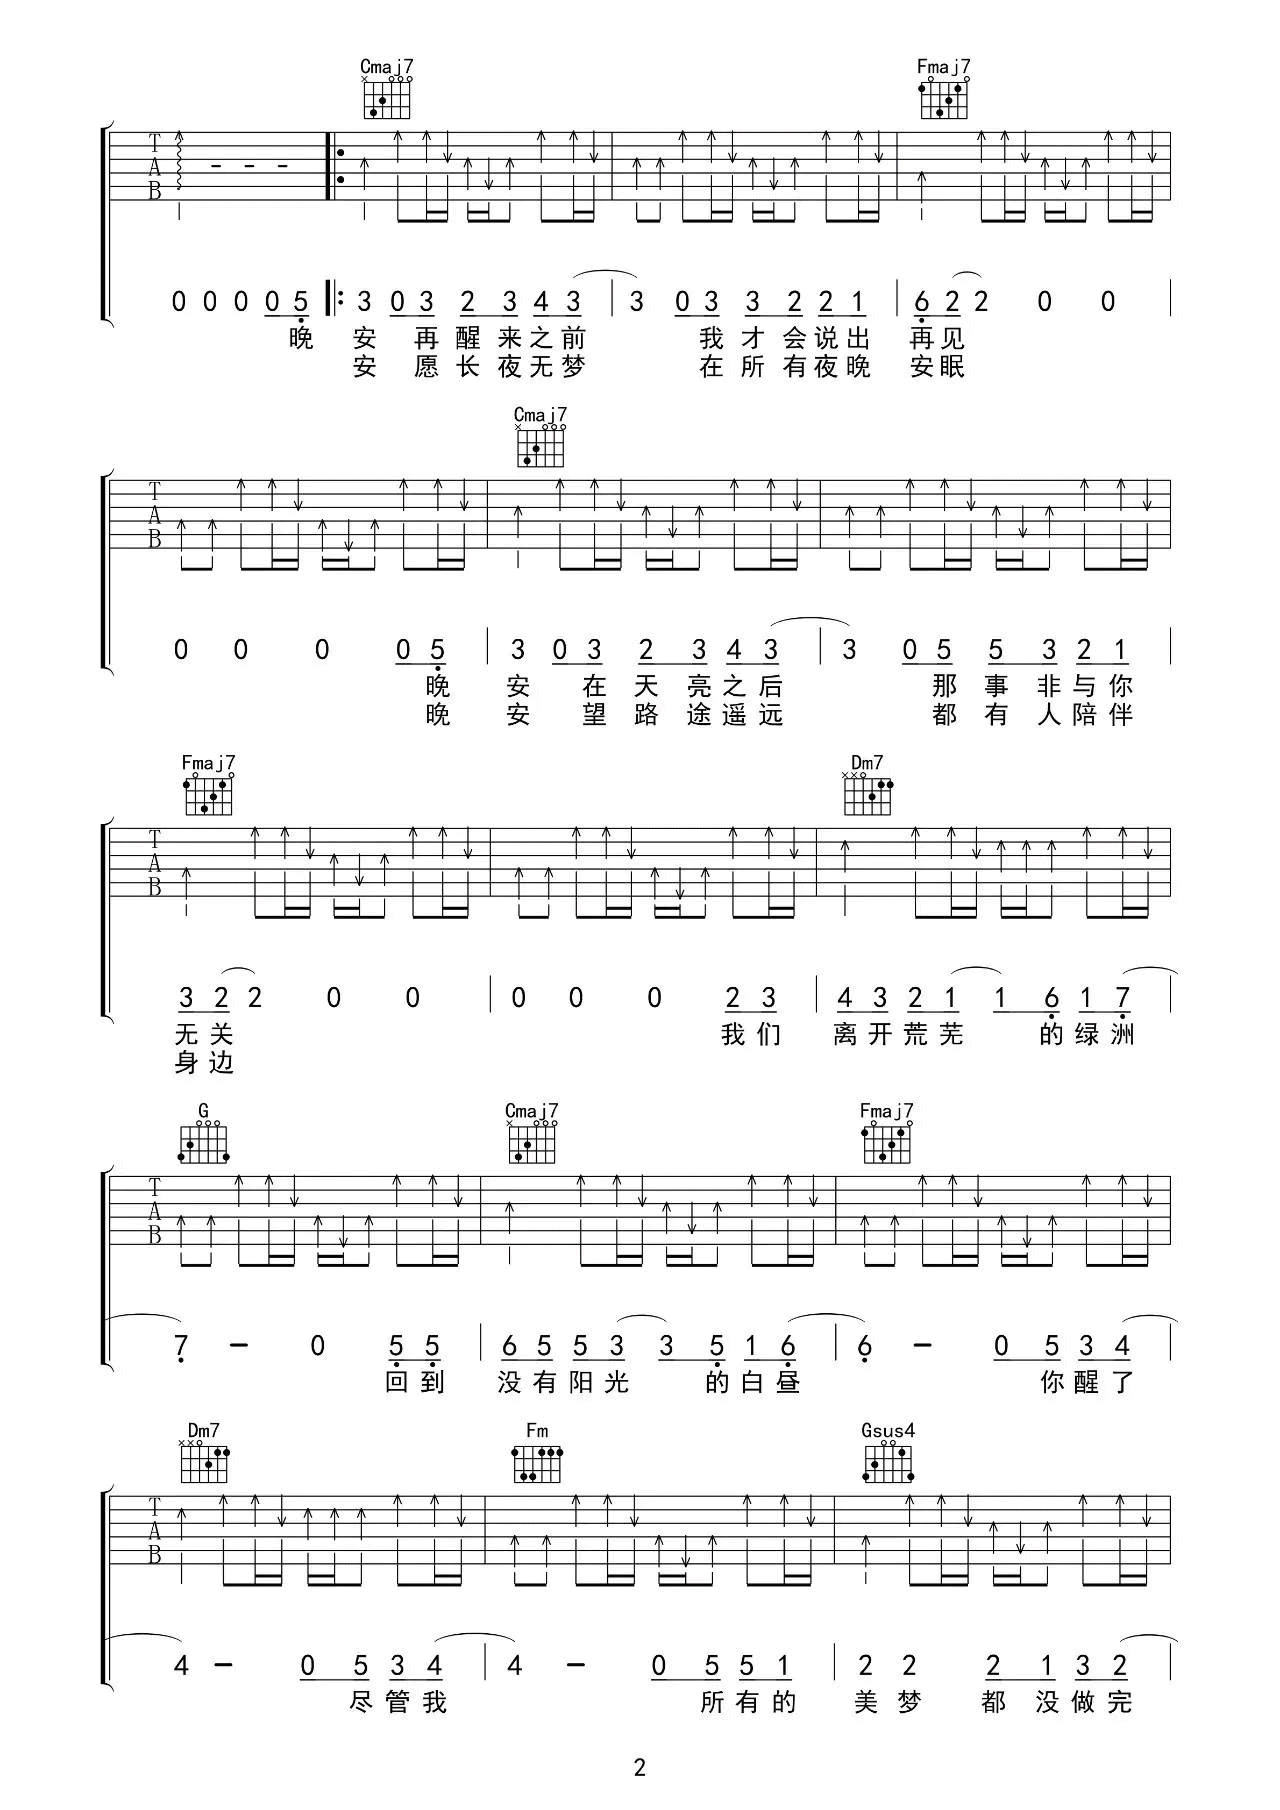 Cmaj7 Fmaj7
T
A
B
0 0 0 0 5 3 0 3 2 3 4 3 3 0 3 3 2 2 1 6 2 2 0 0
晚 安 再 醒 来 之 前 我 才 会 说 出 再 见
安 愿 长 夜 无 梦 在 所 有 夜 晚 安 眠
Cmaj7
T
A
B
0 0 0 0 5 3 0 3 2 3 4 3 3 0 5 5 3 2 1
晚 安 在 天 亮 之 后 那 事 非 与 你
晚 安 望 路 途 遥 远 都 有 人 陪 伴
Fmaj7 Dm7
T
A
B
3 2 2 0 0 0 0 0 2 3 4 3 2 1 1 6 1 7
无 关 我 们 离 开 荒 芜 的 绿 洲
身 边
G Cmaj7 Fmaj7
T
A
B
7 - 0 5 5 6 5 5 3 3 5 1 6 6 - 0 5 3 4
回 到 没 有 阳 光 的 白 昼 你 醒 了
Dm7 Fm Gsus4
T
A
B
4 - 0 5 3 4 4 - 0 5 5 1 2 2 2 1 3 2
尽 管 我 所 有 的 美 梦 都 没 做 完
2